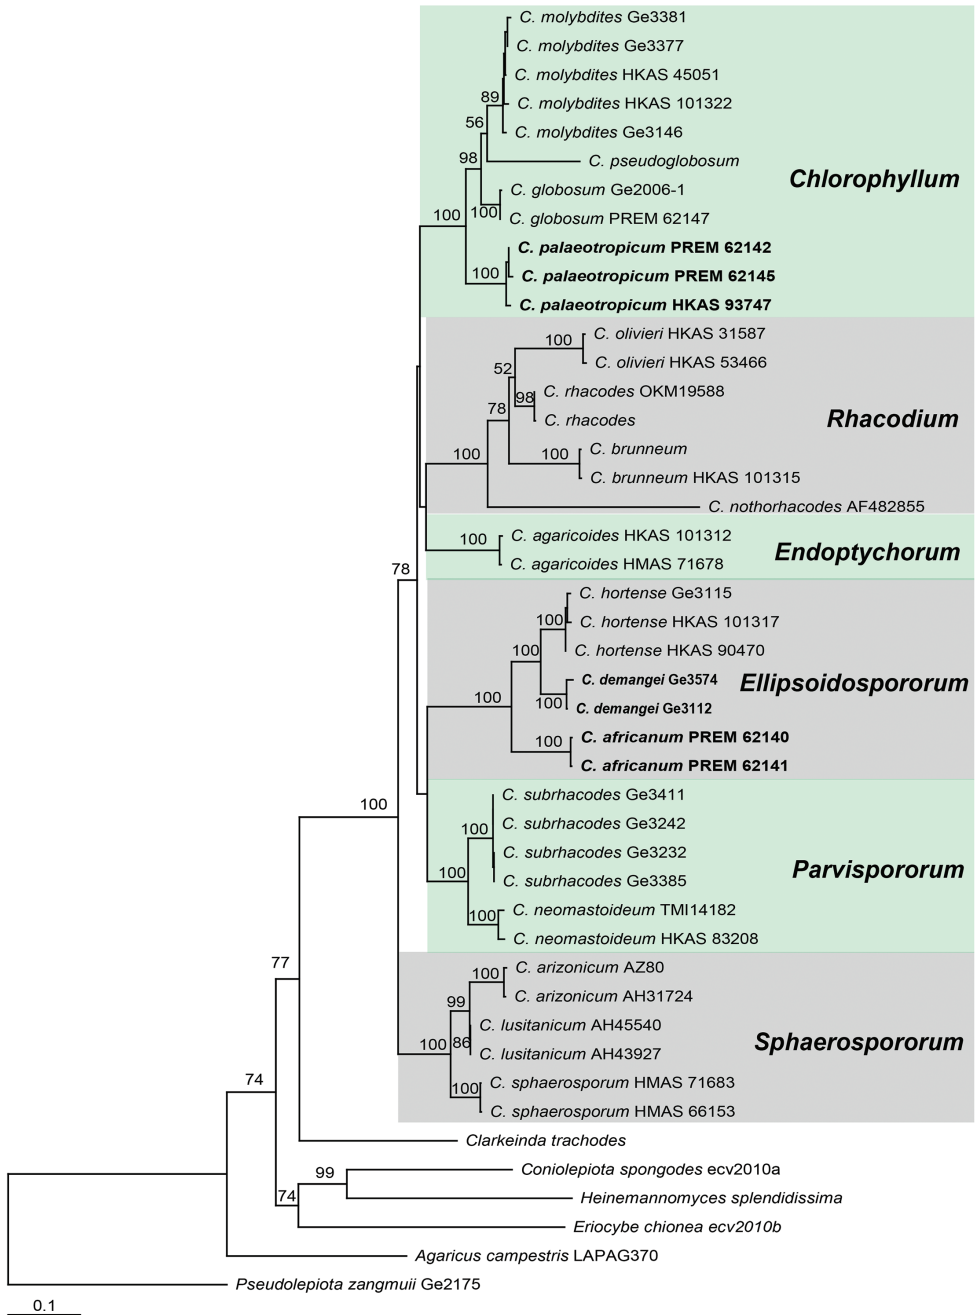 C. molybdites Ge3381
C. molybdites Ge3377
C. molybdites HKAS 45051
89
C. molybdites HKAS 101322
56
C. molybdites Ge3146
98
C. pseudoglobosum
Chlorophyllum
C. globosum Ge2006-1
100
100
C. globosum PREM 62147
C. palaeotropicum PREM 62142
100
C. palaeotropicum PREM 62145
C. palaeotropicum HKAS 93747
C. olivieri HKAS 31587
100
C. olivieri HKAS 53466
52
C. rhacodes OKM19588
98
78
C. rhacodes
Rhacodium
C. brunneum
100
100
C. brunneum HKAS 101315
C. nothorhacodes AF482855
C. agaricoides HKAS 101312
100
Endoptychorum
C. agaricoides HMAS 71678
78
C. hortense Ge3115
100
C. hortense HKAS 101317
100
C. hortense HKAS 90470
C. demangei Ge3574
Ellipsoidospororum
100
100
C. demangei Ge3112
C. africanum PREM 62140
100
C. africanum PREM 62141
C. subrhacodes Ge3411
100
C. subrhacodes Ge3242
100
C. subrhacodes Ge3232
Parvispororum
100
C. subrhacodes Ge3385
C. neomastoideum TMI14182
100
C. neomastoideum HKAS 83208
77
C. arizonicum AZ80
100
C. arizonicum AH31724
99
C. lusitanicum AH45540
100
86
C. lusitanicum AH43927
Sphaerospororum
C. sphaerosporum HMAS 71683
100
74
C. sphaerosporum HMAS 66153
Clarkeinda trachodes
99
Coniolepiota spongodes ecv2010a
74
Heinemannomyces splendidissima
Eriocybe chionea ecv2010b
Agaricus campestris LAPAG370
Pseudolepiota zangmuii Ge2175
0.1